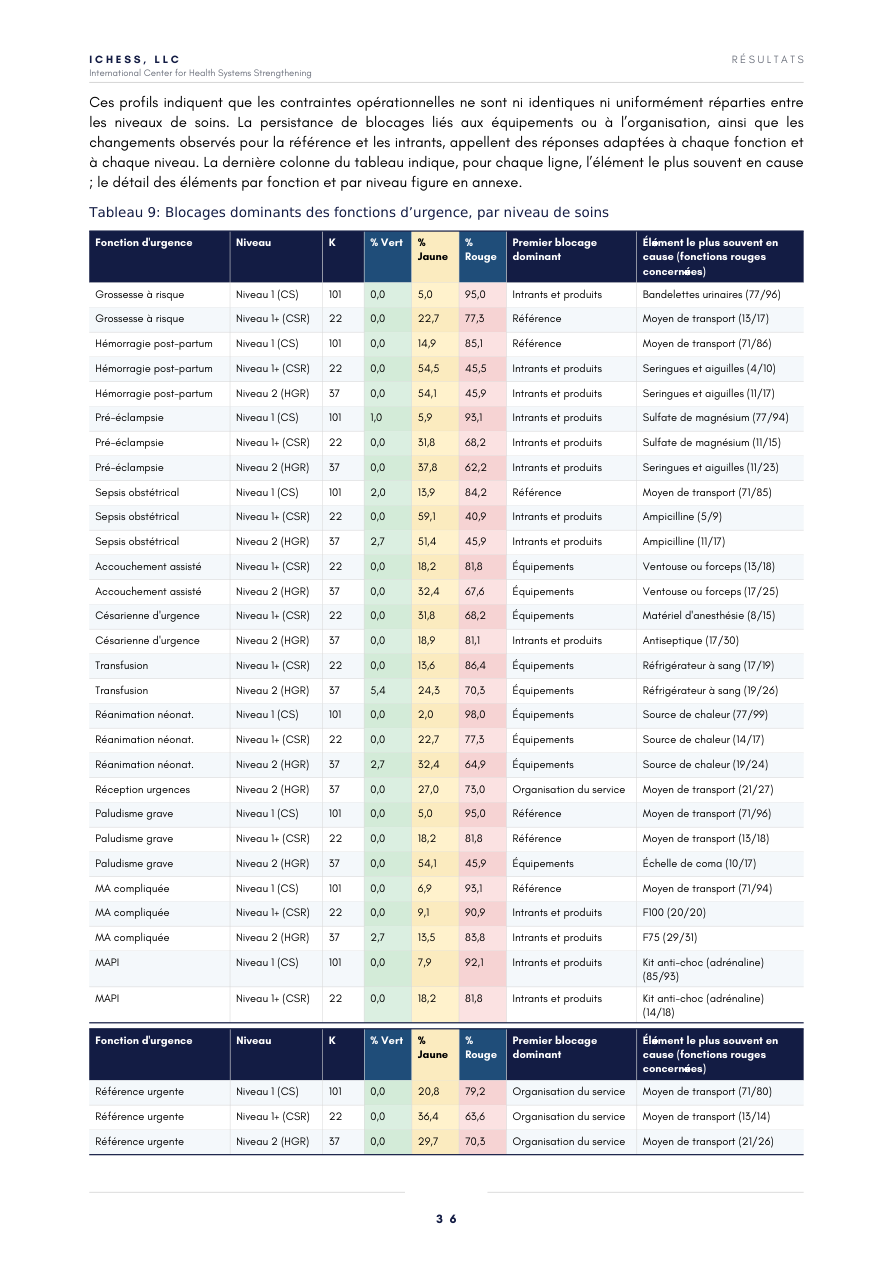 ICHESS, LLC
RÉSULTATS
International Center for Health Systems Strengthening
Ces profils indiquent que les contraintes opérationnelles ne sont ni identiques ni uniformément réparties entre
les niveaux de soins. La persistance de blocages liés aux équipements ou à l’organisation, ainsi que les
changements observés pour la référence et les intrants, appellent des réponses adaptées à chaque fonction et
à chaque niveau. La dernière colonne du tableau indique, pour chaque ligne, l’élément le plus souvent en cause
; le détail des éléments par fonction et par niveau figure en annexe.
Tableau 9: Blocages dominants des fonctions d’urgence, par niveau de soins
Fonction d'urgence Niveau K % Vert % Jaune % Rouge Premier blocage dominant Élément le plus souvent en cause (fonctions rouges concernées)
Grossesse à risque Niveau 1 (CS) 101 0,0 5,0 95,0 Intrants et produits Bandelettes urinaires (77/96)
Grossesse à risque Niveau 1+ (CSR) 22 0,0 22,7 77,3 Référence Moyen de transport (13/17)
Hémorragie post-partum Niveau 1 (CS) 101 0,0 14,9 85,1 Référence Moyen de transport (71/86)
Hémorragie post-partum Niveau 1+ (CSR) 22 0,0 54,5 45,5 Intrants et produits Seringues et aiguilles (4/10)
Hémorragie post-partum Niveau 2 (HGR) 37 0,0 54,1 45,9 Intrants et produits Seringues et aiguilles (11/17)
Pré-éclampsie Niveau 1 (CS) 101 1,0 5,9 93,1 Intrants et produits Sulfate de magnésium (77/94)
Pré-éclampsie Niveau 1+ (CSR) 22 0,0 31,8 68,2 Intrants et produits Sulfate de magnésium (11/15)
Pré-éclampsie Niveau 2 (HGR) 37 0,0 37,8 62,2 Intrants et produits Seringues et aiguilles (11/23)
Sepsis obstétrical Niveau 1 (CS) 101 2,0 13,9 84,2 Référence Moyen de transport (71/85)
Sepsis obstétrical Niveau 1+ (CSR) 22 0,0 59,1 40,9 Intrants et produits Ampicilline (5/9)
Sepsis obstétrical Niveau 2 (HGR) 37 2,7 51,4 45,9 Intrants et produits Ampicilline (11/17)
Accouchement assisté Niveau 1+ (CSR) 22 0,0 18,2 81,8 Équipements Ventouse ou forceps (13/18)
Accouchement assisté Niveau 2 (HGR) 37 0,0 32,4 67,6 Équipements Ventouse ou forceps (17/25)
Césarienne d'urgence Niveau 1+ (CSR) 22 0,0 31,8 68,2 Équipements Matériel d'anesthésie (8/15)
Césarienne d'urgence Niveau 2 (HGR) 37 0,0 18,9 81,1 Intrants et produits Antiseptique (17/30)
Transfusion Niveau 1+ (CSR) 22 0,0 13,6 86,4 Équipements Réfrigérateur à sang (17/19)
Transfusion Niveau 2 (HGR) 37 5,4 24,3 70,3 Équipements Réfrigérateur à sang (19/26)
Réanimation néonat. Niveau 1 (CS) 101 0,0 2,0 98,0 Équipements Source de chaleur (77/99)
Réanimation néonat. Niveau 1+ (CSR) 22 0,0 22,7 77,3 Équipements Source de chaleur (14/17)
Réanimation néonat. Niveau 2 (HGR) 37 2,7 32,4 64,9 Équipements Source de chaleur (19/24)
Réception urgences Niveau 2 (HGR) 37 0,0 27,0 73,0 Organisation du service Moyen de transport (21/27)
Paludisme grave Niveau 1 (CS) 101 0,0 5,0 95,0 Référence Moyen de transport (71/96)
Paludisme grave Niveau 1+ (CSR) 22 0,0 18,2 81,8 Référence Moyen de transport (13/18)
Paludisme grave Niveau 2 (HGR) 37 0,0 54,1 45,9 Équipements Échelle de coma (10/17)
MA compliquée Niveau 1 (CS) 101 0,0 6,9 93,1 Référence Moyen de transport (71/94)
MA compliquée Niveau 1+ (CSR) 22 0,0 9,1 90,9 Intrants et produits F100 (20/20)
MA compliquée Niveau 2 (HGR) 37 2,7 13,5 83,8 Intrants et produits F75 (29/31)
MAPI Niveau 1 (CS) 101 0,0 7,9 92,1 Intrants et produits Kit anti-choc (adrénaline) (85/93)
MAPI Niveau 1+ (CSR) 22 0,0 18,2 81,8 Intrants et produits Kit anti-choc (adrénaline) (14/18)
Fonction d'urgence Niveau K % Vert % Jaune % Rouge Premier blocage dominant Élément le plus souvent en cause (fonctions rouges concernées)
Référence urgente Niveau 1 (CS) 101 0,0 20,8 79,2 Organisation du service Moyen de transport (71/80)
Référence urgente Niveau 1+ (CSR) 22 0,0 36,4 63,6 Organisation du service Moyen de transport (13/14)
Référence urgente Niveau 2 (HGR) 37 0,0 29,7 70,3 Organisation du service Moyen de transport (21/26)
36